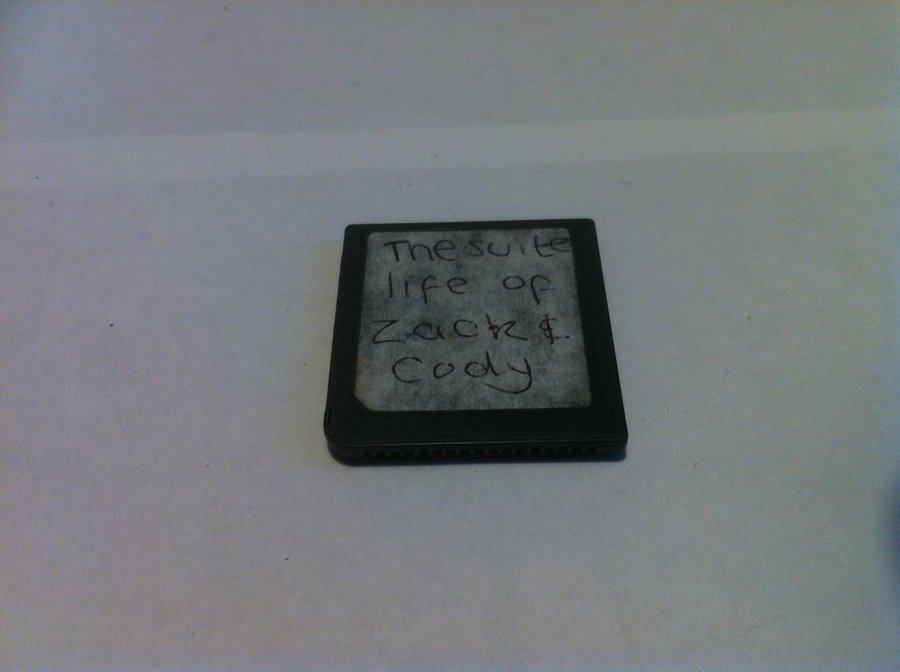 The suite
life of
Zack &
Cody